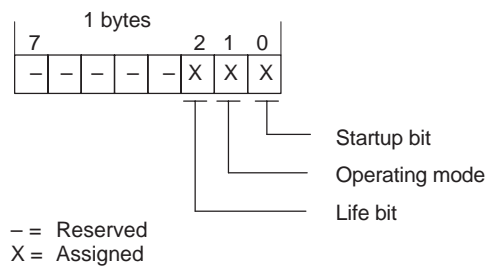 1 bytes
7 2 1 0
– – – – – X X X
Startup bit
Operating mode
Life bit
– = Reserved
X = Assigned